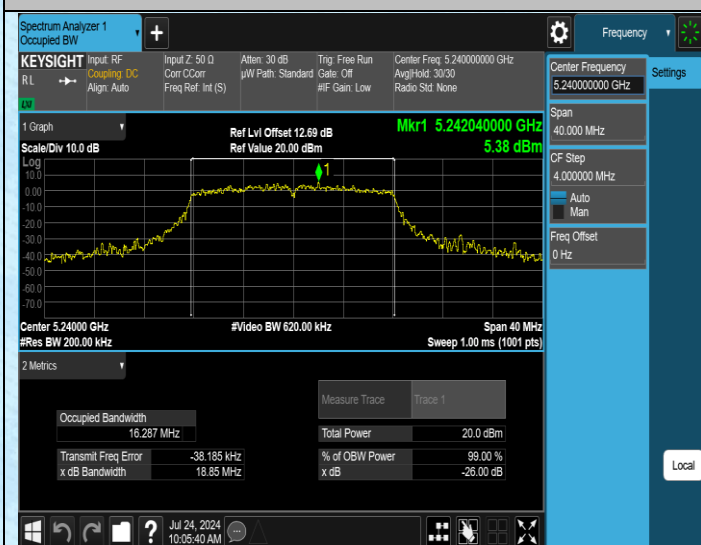 Spectrum Analyzer 1
Occupied BW
Frequency
KEYSIGHT
RL
LXI
Input: RF
Coupling: DC
Align: Auto
Input Z: 50 Ω
Corr CCorr
Freq Ref: Int (S)
Atten: 30 dB
µW Path: Standard
Trig: Free Run
Gate: Off
#IF Gain: Low
Center Freq: 5.240000000 GHz
Avg|Hold: 30/30
Radio Std: None
Center Frequency
5.240000000 GHz
Settings
Span
40.000 MHz
CF Step
4.000000 MHz
Auto
Man
Freq Offset
0 Hz
Local
1 Graph
Scale/Div 10.0 dB
Ref Lvl Offset 12.69 dB
Ref Value 20.00 dBm
Mkr1 5.242040000 GHz
5.38 dBm
Log
10.0
0.00
-10.0
-20.0
-30.0
-40.0
-50.0
-60.0
-70.0
1
Center 5.24000 GHz
#Res BW 200.00 kHz
#Video BW 620.00 kHz
Span 40 MHz
Sweep 1.00 ms (1001 pts)
2 Metrics
Measure Trace Trace 1
Occupied Bandwidth
16.287 MHz
Total Power 20.0 dBm
Transmit Freq Error -38.185 kHz
% of OBW Power 99.00 %
x dB Bandwidth 18.85 MHz
x dB -26.00 dB
Jul 24, 2024
10:05:40 AM